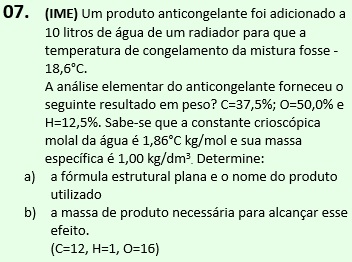 07. (IME) Um produto anticongelante foi adicionado a
10 litros de água de um radiador para que a
temperatura de congelamento da mistura fosse -
18,6°C.
A análise elementar do anticongelante forneceu o
seguinte resultado em peso? C=37,5%; O=50,0% e
H=12,5%. Sabe-se que a constante crioscópica
molal da água é 1,86°C kg/mol e sua massa
específica é 1,00 kg/dm³. Determine:
a) a fórmula estrutural plana e o nome do produto
utilizado
b) a massa de produto necessária para alcançar esse
efeito.
(C=12, H=1, O=16)